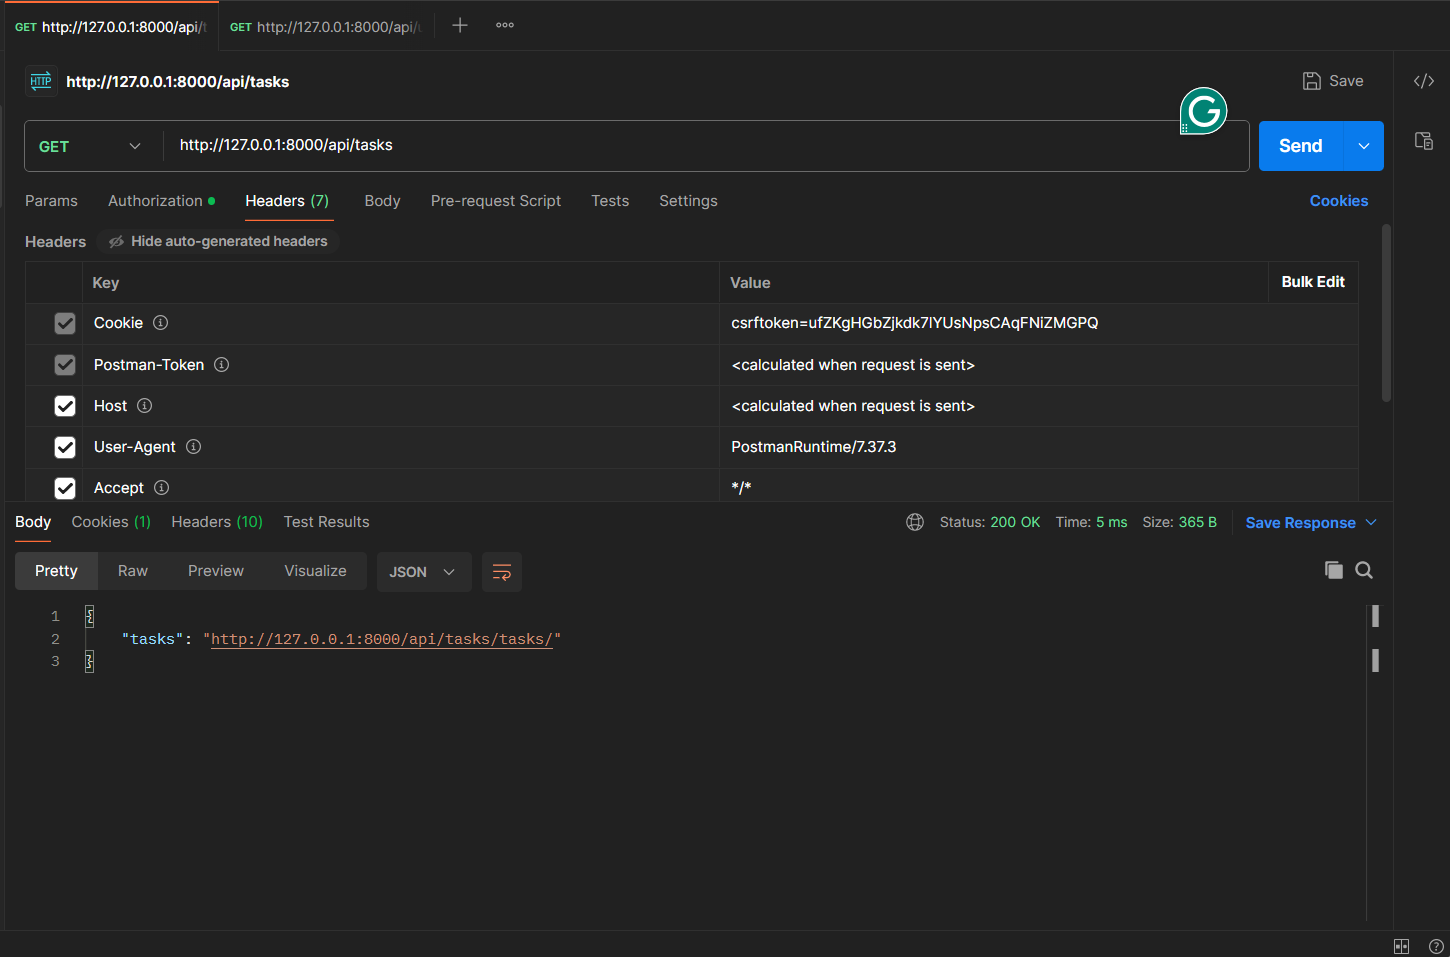 GET http://127.0.0.1:8000/api/t
GET http://127.0.0.1:8000/api/
HTTP http://127.0.0.1:8000/api/tasks
Save
GET http://127.0.0.1:8000/api/tasks
Send
Params Authorization Headers (7) Body Pre-request Script Tests Settings Cookies
Headers Hide auto-generated headers
Key Value Bulk Edit
Cookie csrftoken=ufZKgHGbZjkdk7lYUsNpsCAqFNiZMGPQ
Postman-Token <calculated when request is sent>
Host <calculated when request is sent>
User-Agent PostmanRuntime/7.37.3
Accept */*
Body Cookies (1) Headers (10) Test Results Status: 200 OK Time: 5 ms Size: 365 B Save Response
Pretty Raw Preview Visualize JSON
1 {
2 "tasks": "http://127.0.0.1:8000/api/tasks/tasks/"
3 }